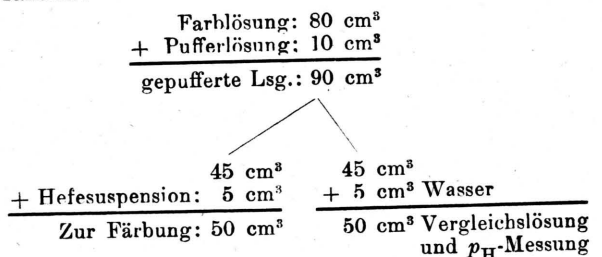 Farblösung: 80 cm³
+ Pufferlösung: 10 cm³
gepufferte Lsg.: 90 cm³
45 cm³
+ Hefesuspension: 5 cm³
Zur Färbung: 50 cm³
45 cm³
+ 5 cm³ Wasser
50 cm³ Vergleichslösung
und pH-Messung